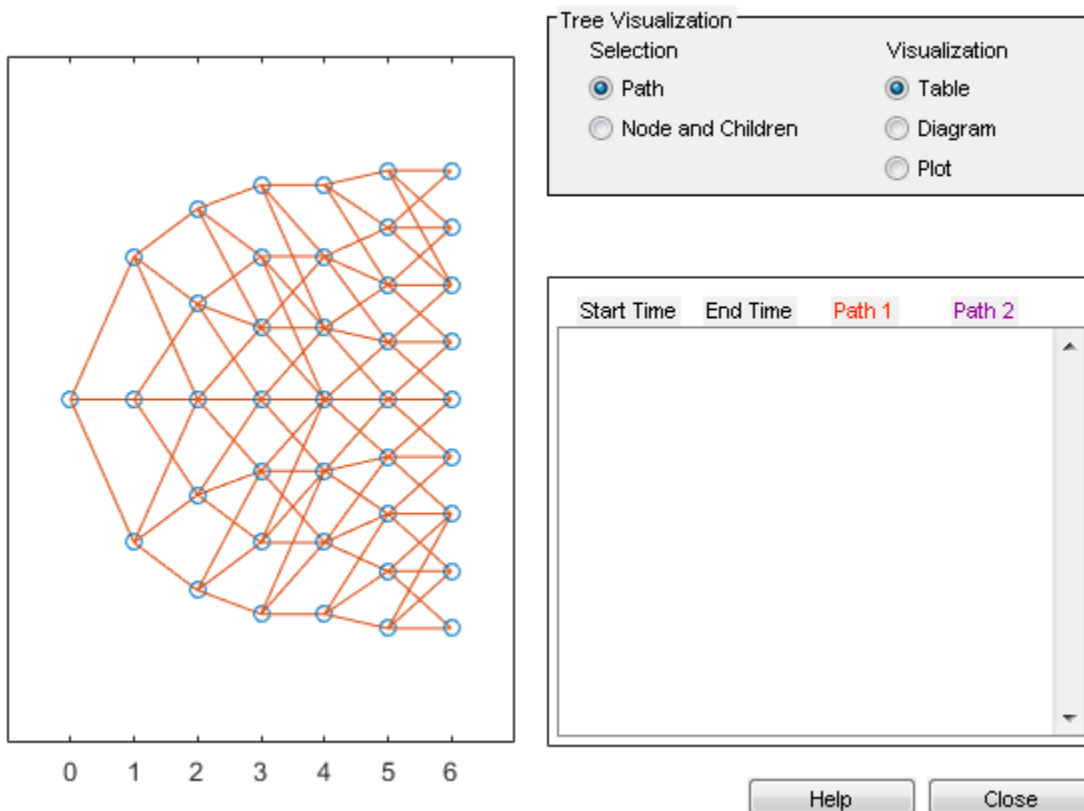 Tree Visualization
Selection
Visualization
Path
Table
Node and Children
Diagram
Plot
Start Time
End Time
Path 1
Path 2
0 1 2 3 4 5 6
Help
Close